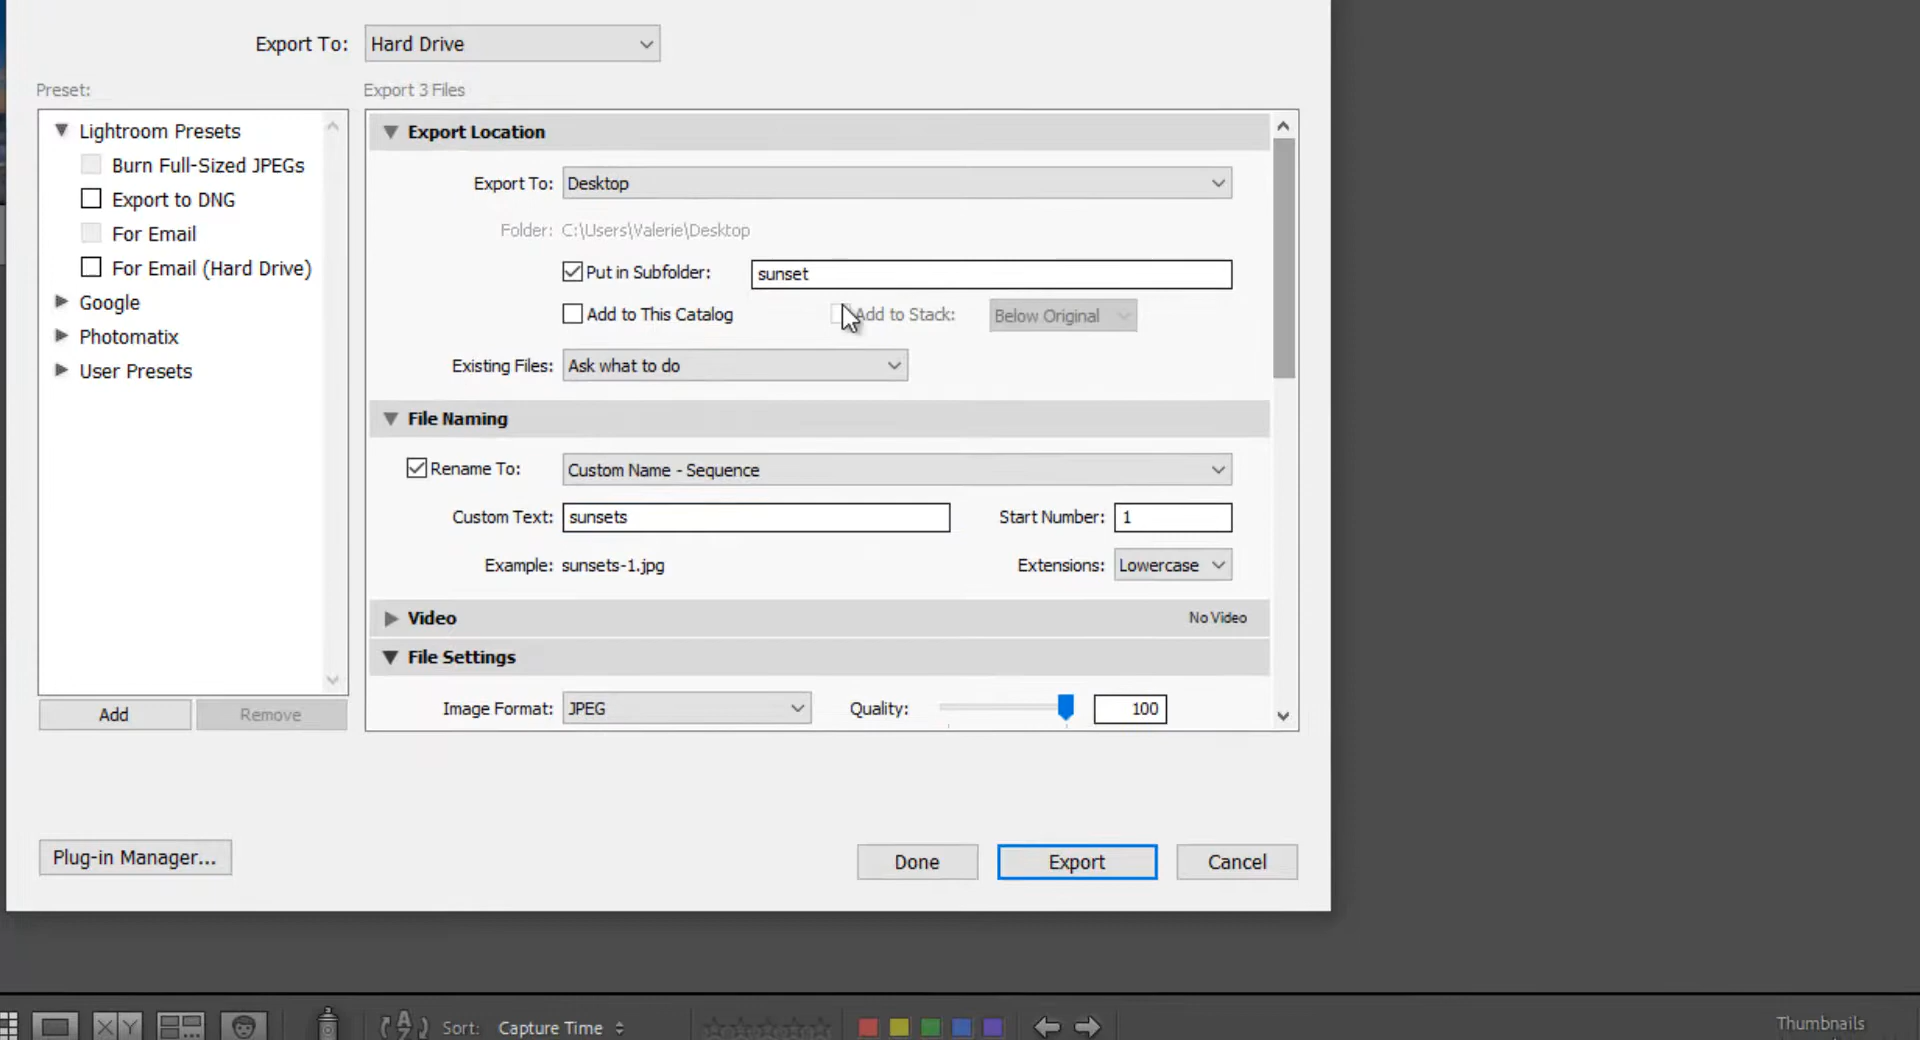 Export To: Hard Drive
Preset:
Export 3 Files
Lightroom Presets
Burn Full-Sized JPEGs
Export to DNG
For Email
For Email (Hard Drive)
Google
Photomatix
User Presets
Add
Remove
Export Location
Export To: Desktop
Folder: C:\Users\Valerie\Desktop
Put in Subfolder: sunset
Add to This Catalog Add to Stack: Below Original
Existing Files: Ask what to do
File Naming
Rename To: Custom Name - Sequence
Custom Text: sunsets Start Number: 1
Example: sunsets-1.jpg Extensions: Lowercase
Video No Video
File Settings
Image Format: JPEG Quality: 100
Plug-in Manager... Done Export Cancel
X Y A Z Sort: Capture Time Thumbnails